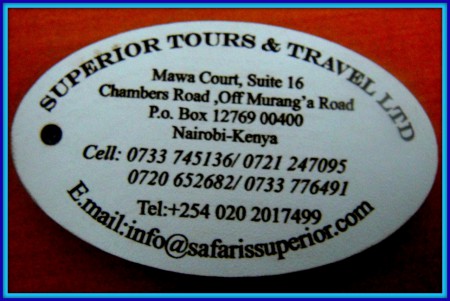 SUPERIOR TOURS & TRAVEL LTD
Mawa Court, Suite 16
Chambers Road ,Off Murang'a Road
P.o. Box 12769 00400
Nairobi-Kenya
Cell: 0733 745136/ 0721 247095
0720 652682/ 0733 776491
Tel:+254 020 2017499
E.mail:info@safarissuperior.com